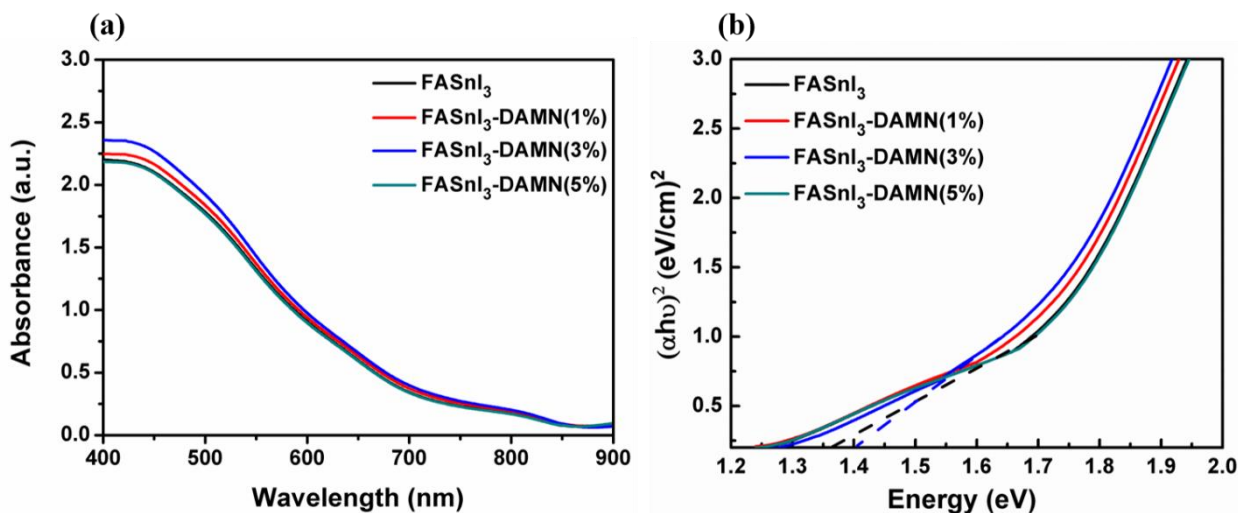 (a)
3.0
2.5
2.0
1.5
1.0
0.5
0.0
Absorbance (a.u.)
FASnI₃
FASnI₃-DAMN(1%)
FASnI₃-DAMN(3%)
FASnI₃-DAMN(5%)
400 500 600 700 800 900
Wavelength (nm)
(b)
3.0
2.5
2.0
1.5
1.0
0.5
(αhυ)² (eV/cm)²
FASnI₃
FASnI₃-DAMN(1%)
FASnI₃-DAMN(3%)
FASnI₃-DAMN(5%)
1.2 1.3 1.4 1.5 1.6 1.7 1.8 1.9 2.0
Energy (eV)